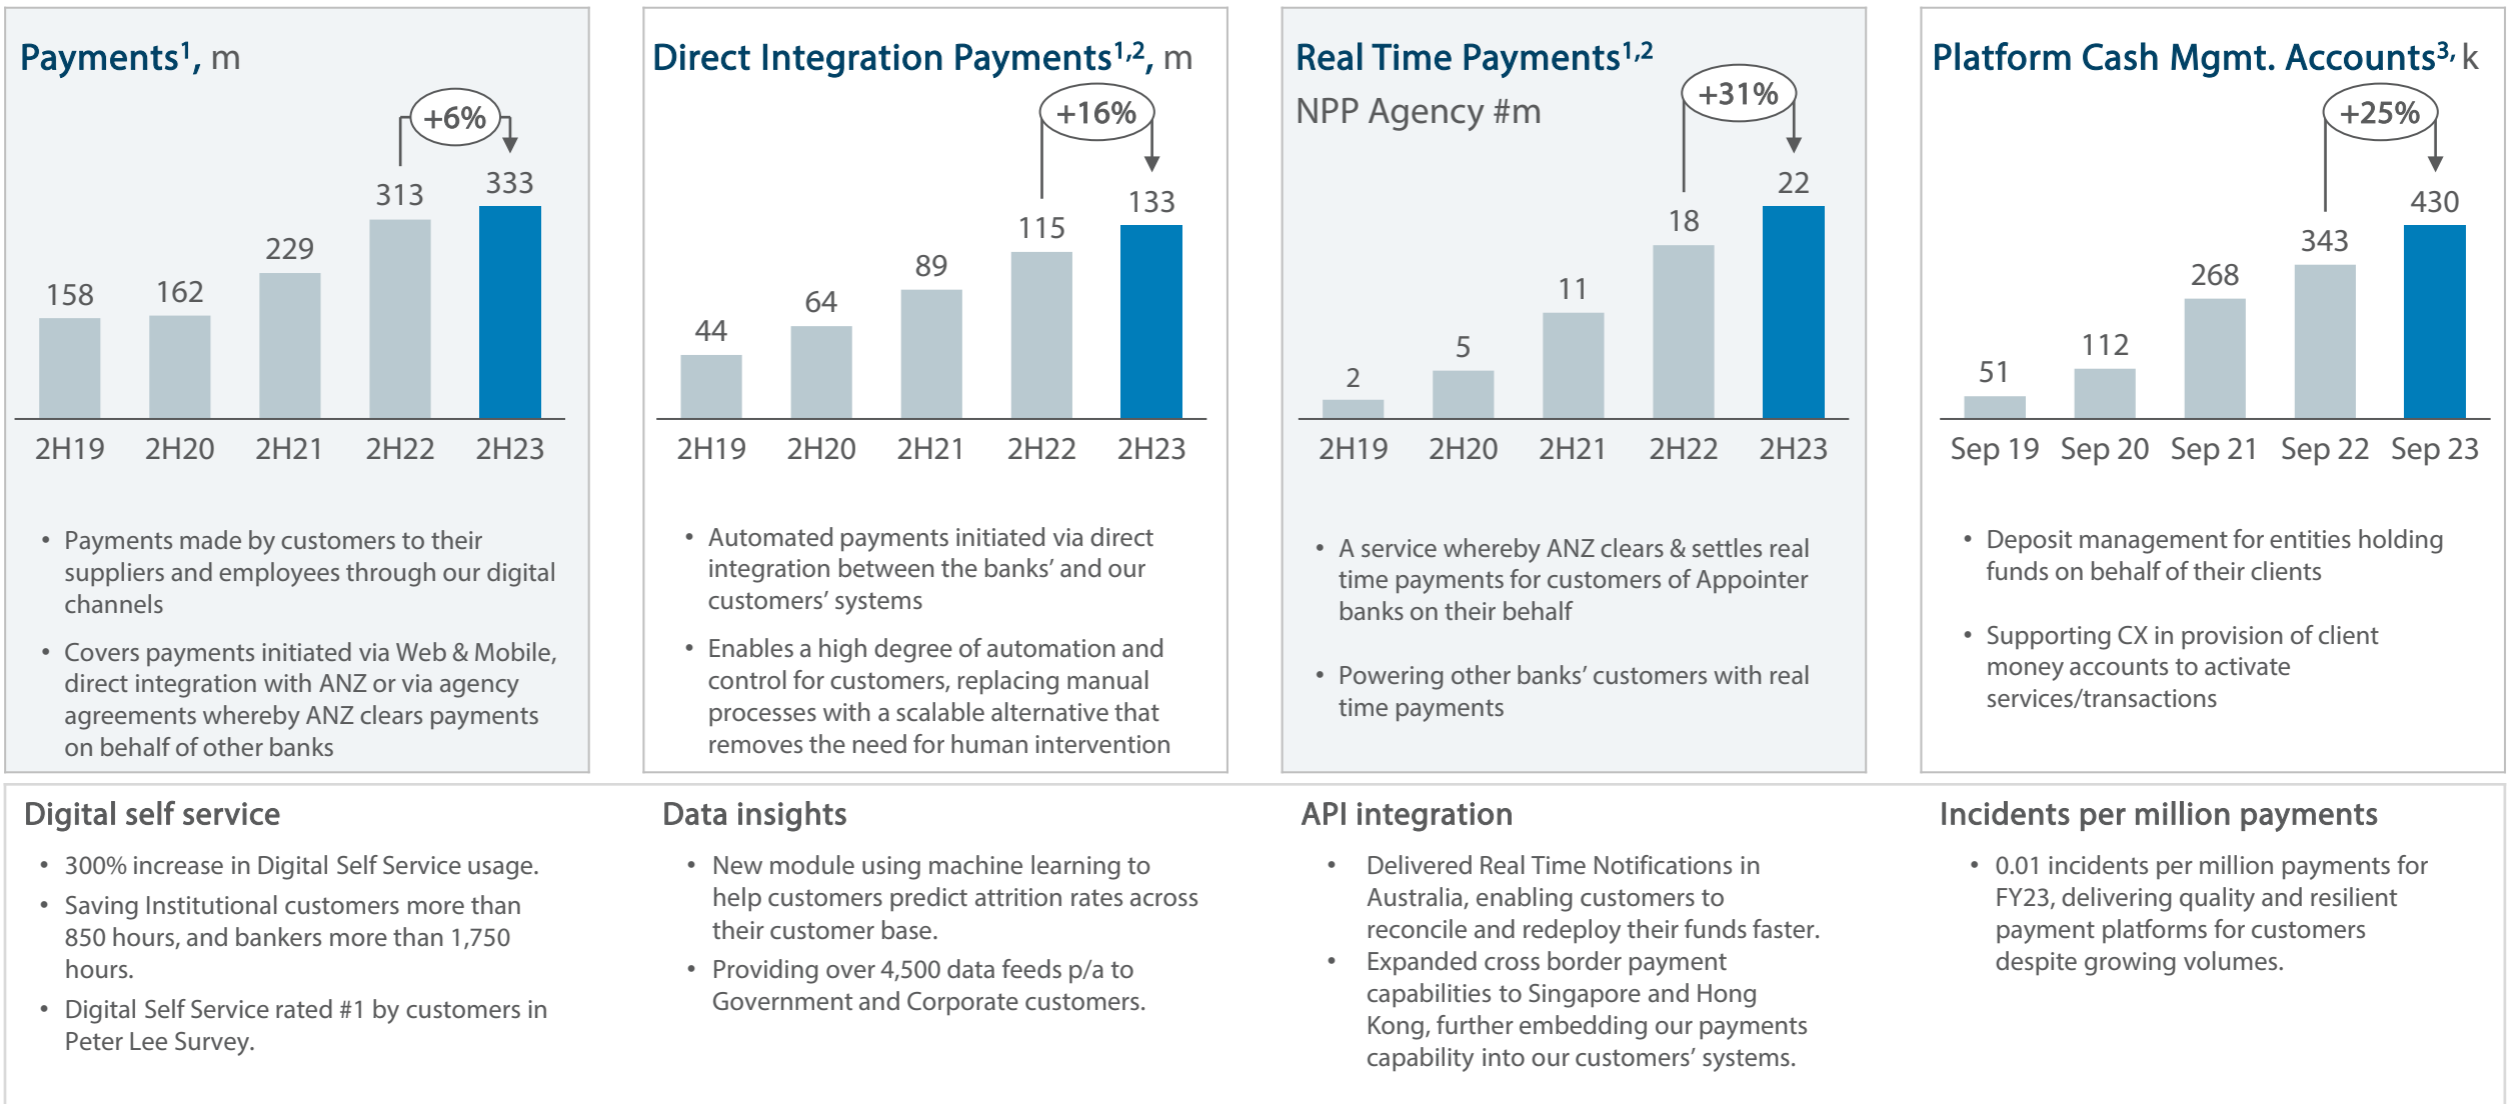 Payments¹, m
+6%
158
162
229
313
333
2H19
2H20
2H21
2H22
2H23
• Payments made by customers to their
suppliers and employees through our digital
channels
• Covers payments initiated via Web & Mobile,
direct integration with ANZ or via agency
agreements whereby ANZ clears payments
on behalf of other banks
Direct Integration Payments¹,², m
+16%
44
64
89
115
133
2H19
2H20
2H21
2H22
2H23
• Automated payments initiated via direct
integration between the banks’ and our
customers’ systems
• Enables a high degree of automation and
control for customers, replacing manual
processes with a scalable alternative that
removes the need for human intervention
Real Time Payments¹,²
NPP Agency #m
+31%
2
5
11
18
22
2H19
2H20
2H21
2H22
2H23
• A service whereby ANZ clears & settles real
time payments for customers of Appointer
banks on their behalf
• Powering other banks’ customers with real
time payments
Platform Cash Mgmt. Accounts³, k
+25%
51
112
268
343
430
Sep 19
Sep 20
Sep 21
Sep 22
Sep 23
• Deposit management for entities holding
funds on behalf of their clients
• Supporting CX in provision of client
money accounts to activate
services/transactions
Digital self service
• 300% increase in Digital Self Service usage.
• Saving Institutional customers more than
850 hours, and bankers more than 1,750
hours.
• Digital Self Service rated #1 by customers in
Peter Lee Survey.
Data insights
• New module using machine learning to
help customers predict attrition rates across
their customer base.
• Providing over 4,500 data feeds p/a to
Government and Corporate customers.
API integration
• Delivered Real Time Notifications in
Australia, enabling customers to
reconcile and redeploy their funds faster.
• Expanded cross border payment
capabilities to Singapore and Hong
Kong, further embedding our payments
capability into our customers’ systems.
Incidents per million payments
• 0.01 incidents per million payments for
FY23, delivering quality and resilient
payment platforms for customers
despite growing volumes.